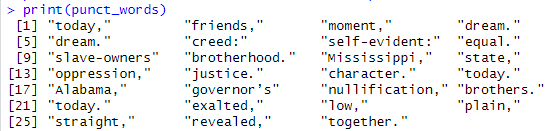 > print(punct_words)
[1] "today," "friends," "moment," "dream."
[5] "dream." "creed:" "self-evident:" "equal."
[9] "slave-owners" "brotherhood." "Mississippi," "state,"
[13] "oppression," "justice." "character." "today."
[17] "Alabama," "governor’s" "nullification," "brothers."
[21] "today." "exalted," "low," "plain,"
[25] "straight," "revealed," "together."